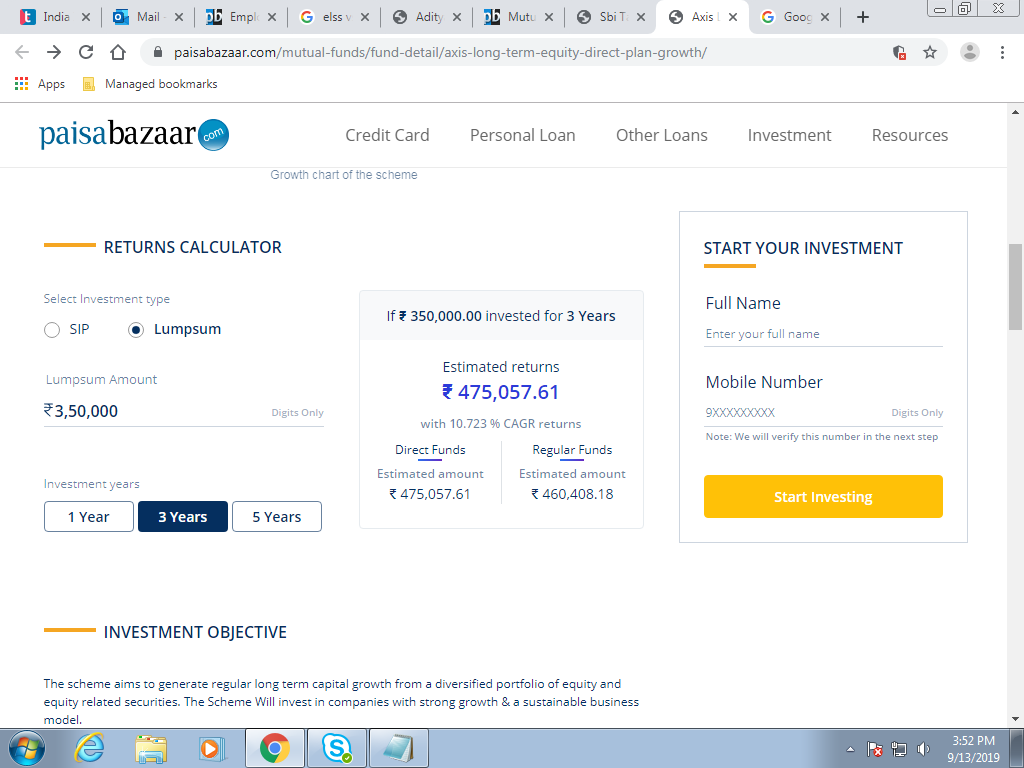 India
Mail
Empl
elss v
Adity
Mutu
Sbi Ta
Axis L
Goog
paisabazaar.com/mutual-funds/fund-detail/axis-long-term-equity-direct-plan-growth/
Apps Managed bookmarks
paisabazaar.com Credit Card Personal Loan Other Loans Investment Resources
Growth chart of the scheme
RETURNS CALCULATOR
Select Investment type
SIP Lumpsum
Lumpsum Amount
₹3,50,000 Digits Only
Investment years
1 Year 3 Years 5 Years
If ₹ 350,000.00 invested for 3 Years
Estimated returns
₹ 475,057.61
with 10.723 % CAGR returns
Direct Funds Regular Funds
Estimated amount Estimated amount
₹ 475,057.61 ₹ 460,408.18
START YOUR INVESTMENT
Full Name
Enter your full name
Mobile Number
9XXXXXXXXX Digits Only
Note: We will verify this number in the next step
Start Investing
INVESTMENT OBJECTIVE
The scheme aims to generate regular long term capital growth from a diversified portfolio of equity and
equity related securities. The Scheme Will invest in companies with strong growth & a sustainable business
model.
3:52 PM
9/13/2019